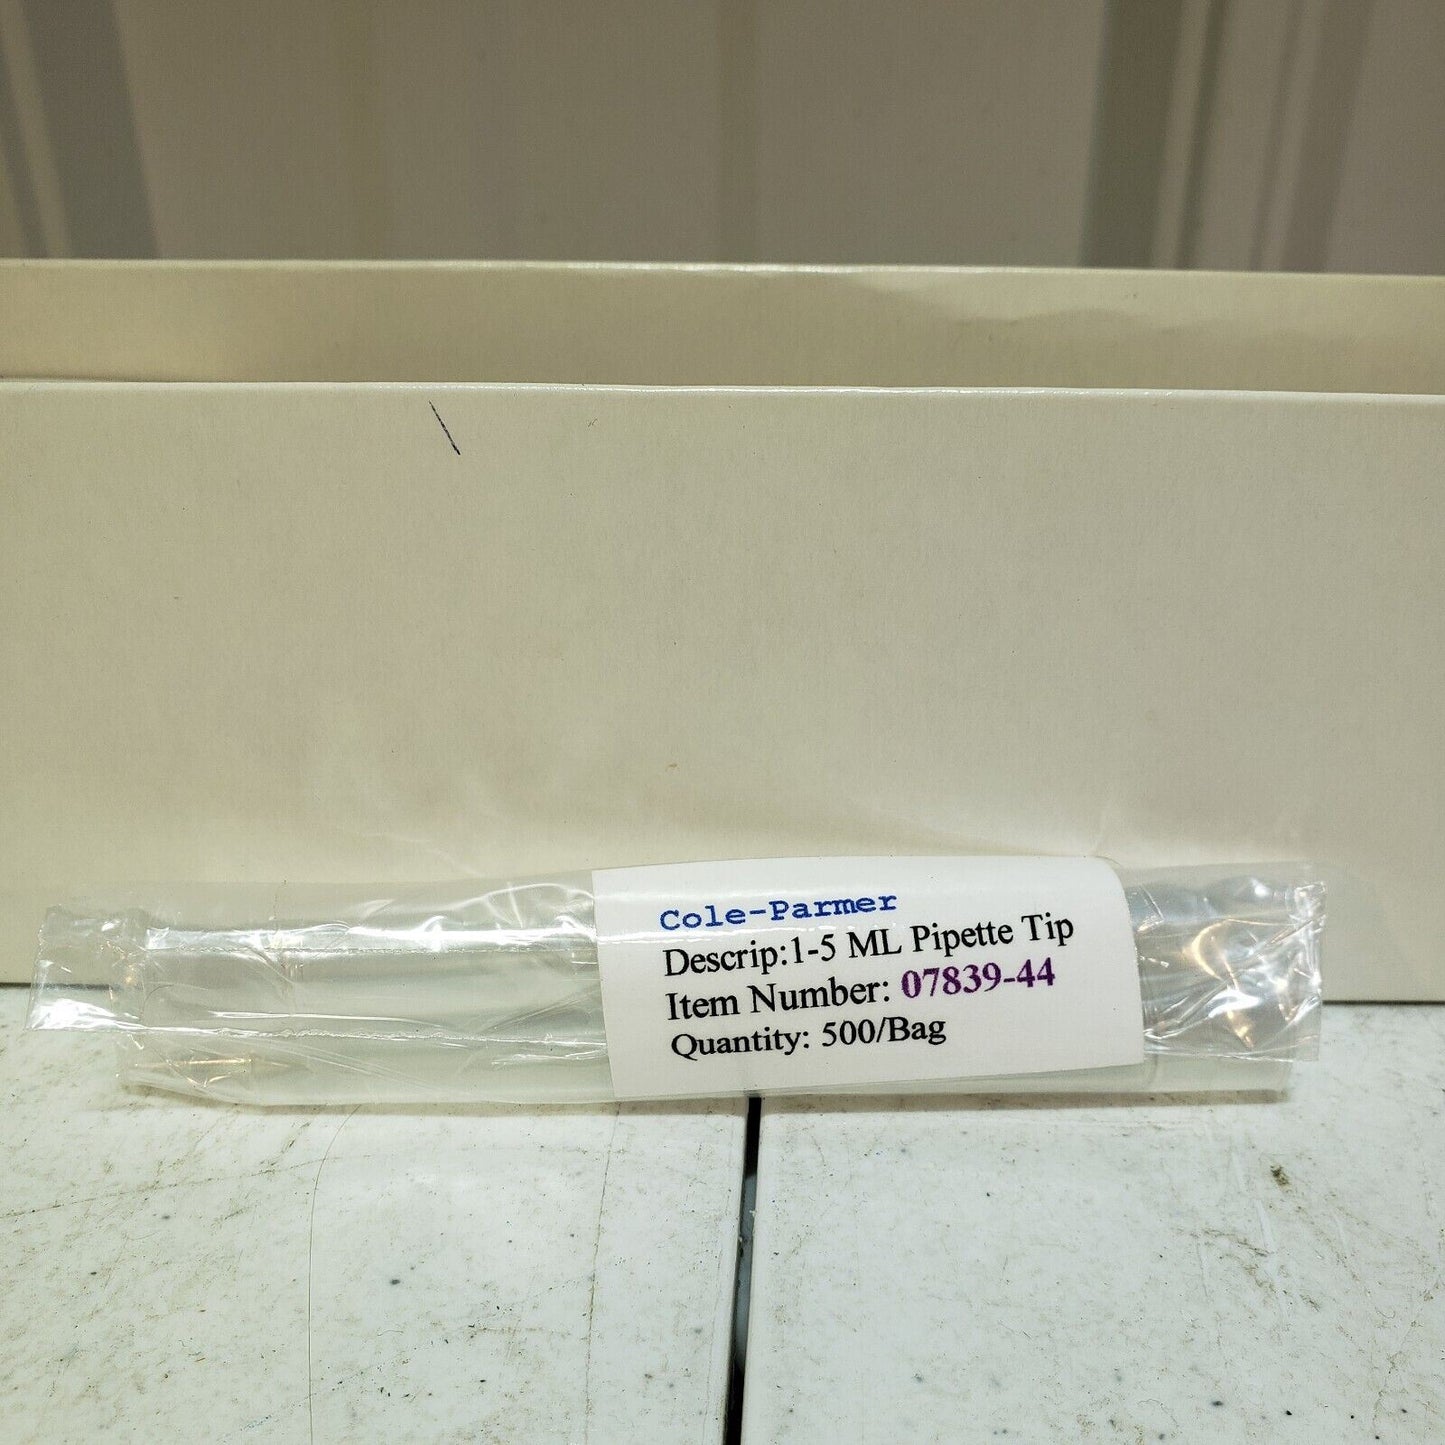 Cole-Parmer
Descrip:1-5 ML Pipette Tip
Item Number: 07839-44
Quantity: 500/Bag